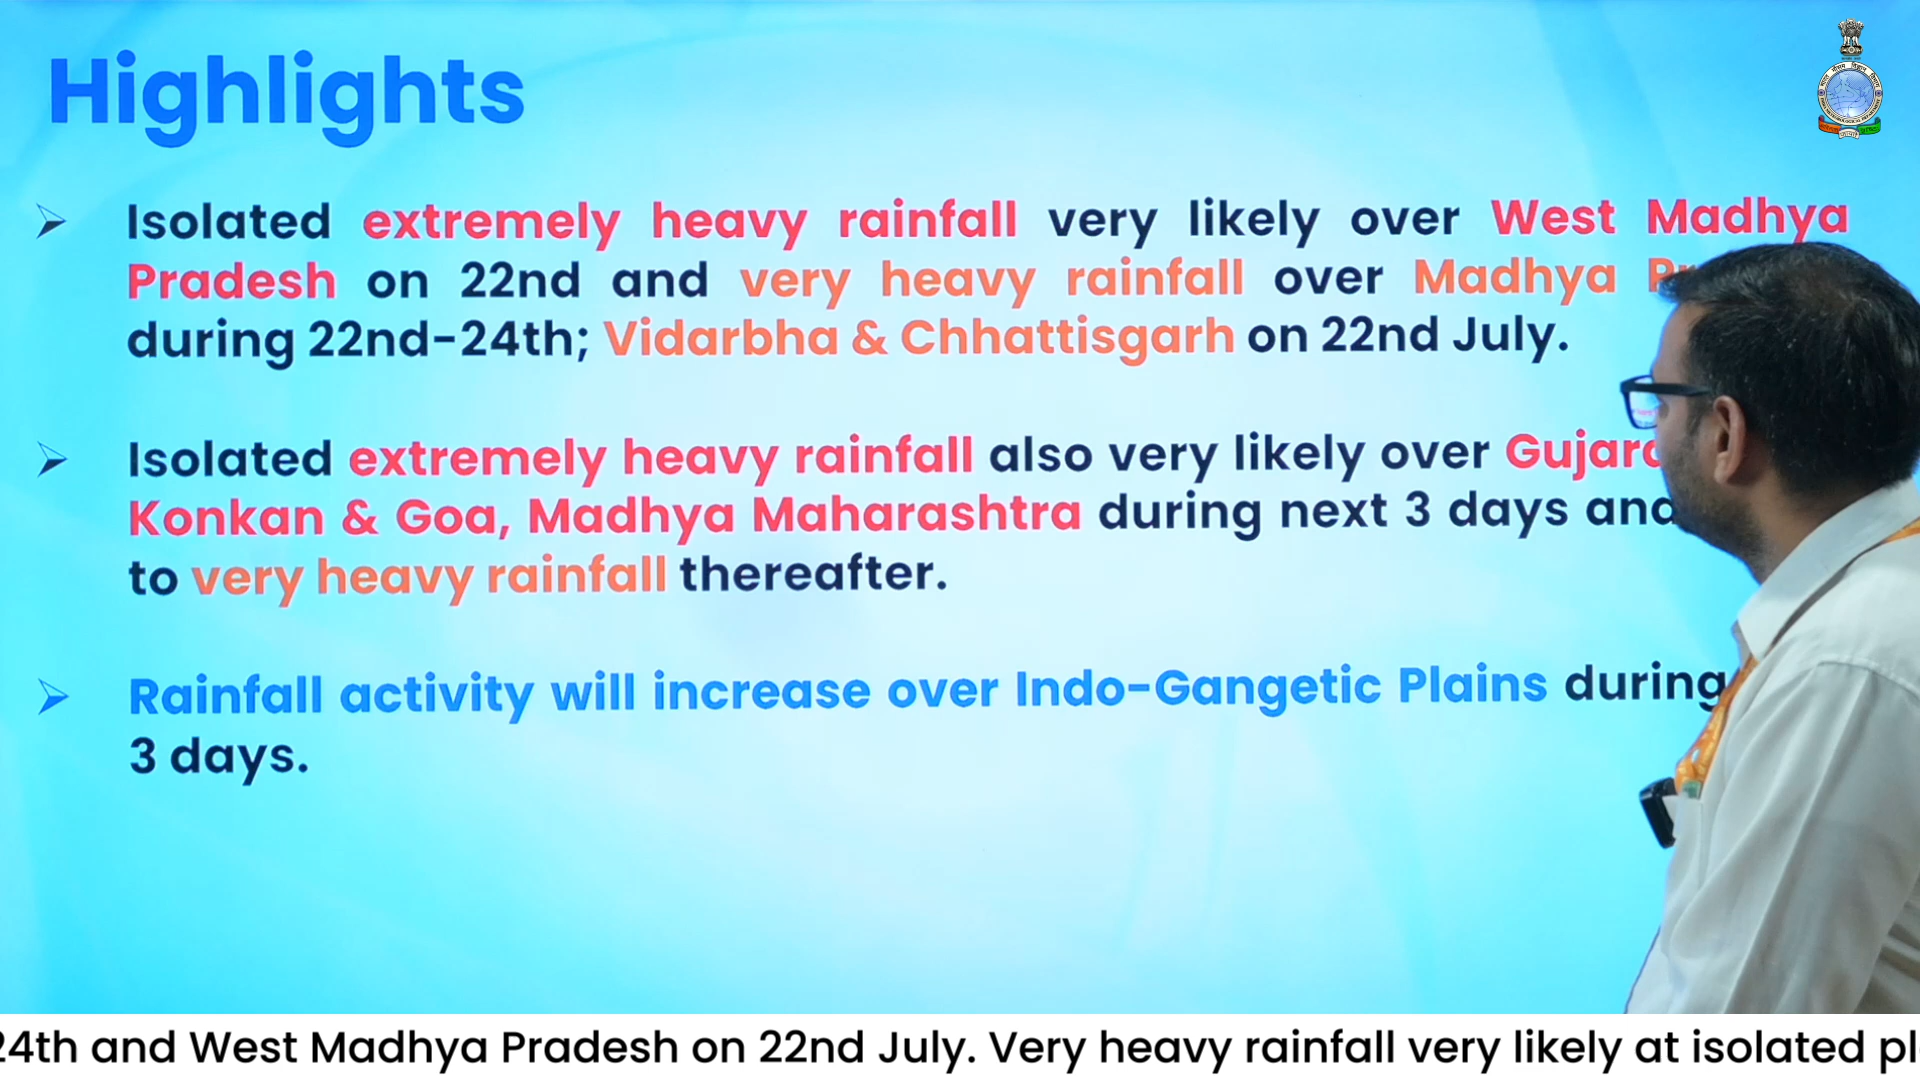 Highlights
Isolated extremely heavy rainfall very likely over West Madhya
Pradesh on 22nd and very heavy rainfall over Madhya
during 22nd-24th; Vidarbha & Chhattisgarh on 22nd July.
Isolated extremely heavy rainfall also very likely over
Konkan & Goa, Madhya Maharashtra during next 3 days and
to very heavy rainfall thereafter.
Rainfall activity will increase over Indo-Gangetic Plains during
3 days.
24th and West Madhya Pradesh on 22nd July. Very heavy rainfall very likely at isolated